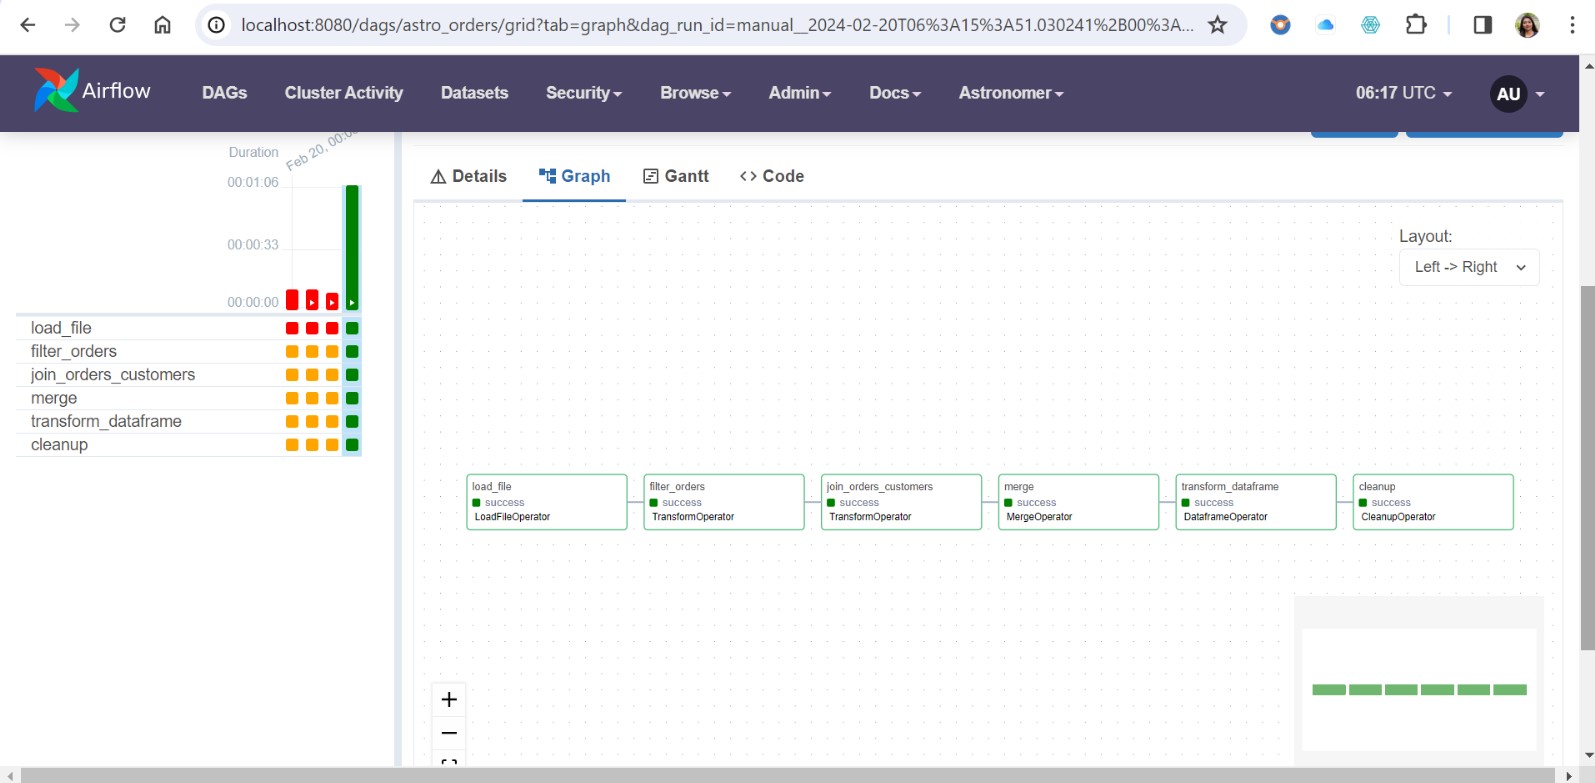 localhost:8080/dags/astro_orders/grid?tab=graph&dag_run_id=manual__2024-02-20T06%3A15%3A51.030241%2B00%3A...
Airflow DAGs Cluster Activity Datasets Security Browse Admin Docs Astronomer 06:17 UTC AU
Duration
Feb 20, 00:0
00:01:06
00:00:33
00:00:00
load_file
filter_orders
join_orders_customers
merge
transform_dataframe
cleanup
Details Graph Gantt <> Code
Layout:
Left -> Right
load_file
success
LoadFileOperator
filter_orders
success
TransformOperator
join_orders_customers
success
TransformOperator
merge
success
MergeOperator
transform_dataframe
success
DataframeOperator
cleanup
success
CleanupOperator